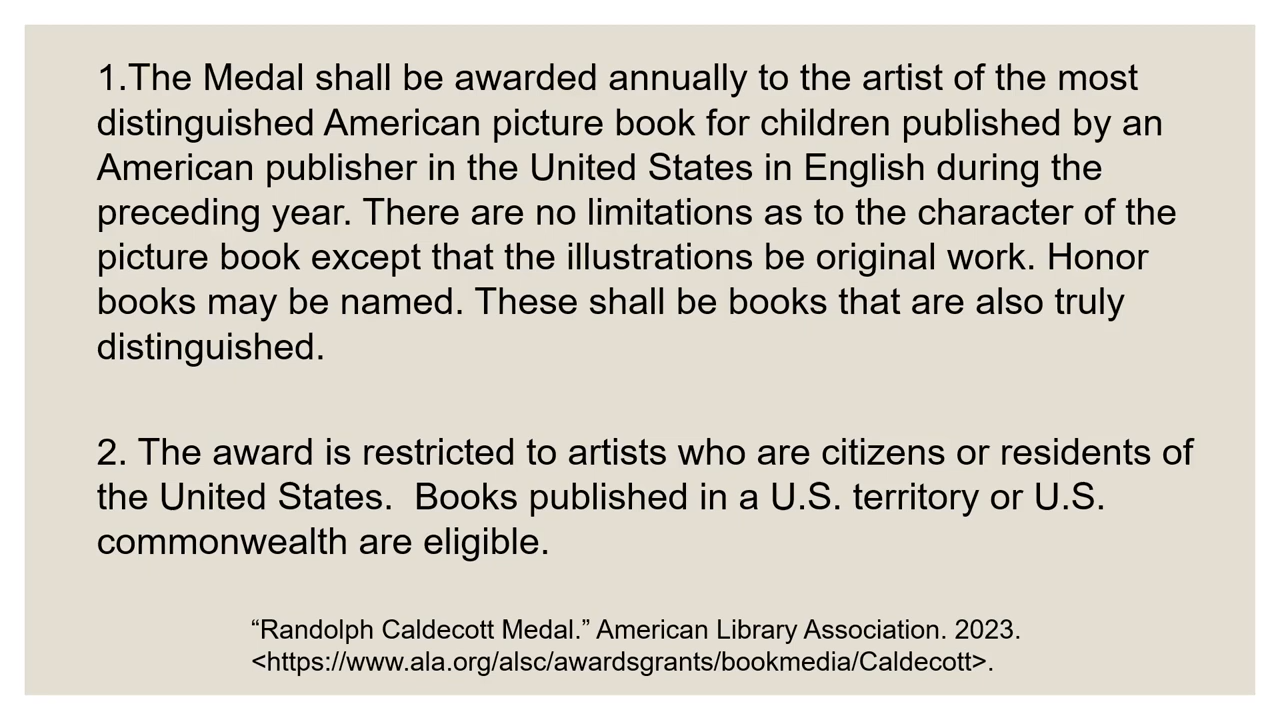 1.The Medal shall be awarded annually to the artist of the most
distinguished American picture book for children published by an
American publisher in the United States in English during the
preceding year. There are no limitations as to the character of the
picture book except that the illustrations be original work. Honor
books may be named. These shall be books that are also truly
distinguished.
2. The award is restricted to artists who are citizens or residents of
the United States.  Books published in a U.S. territory or U.S.
commonwealth are eligible.
“Randolph Caldecott Medal.” American Library Association. 2023.
<https://www.ala.org/alsc/awardsgrants/bookmedia/Caldecott>.